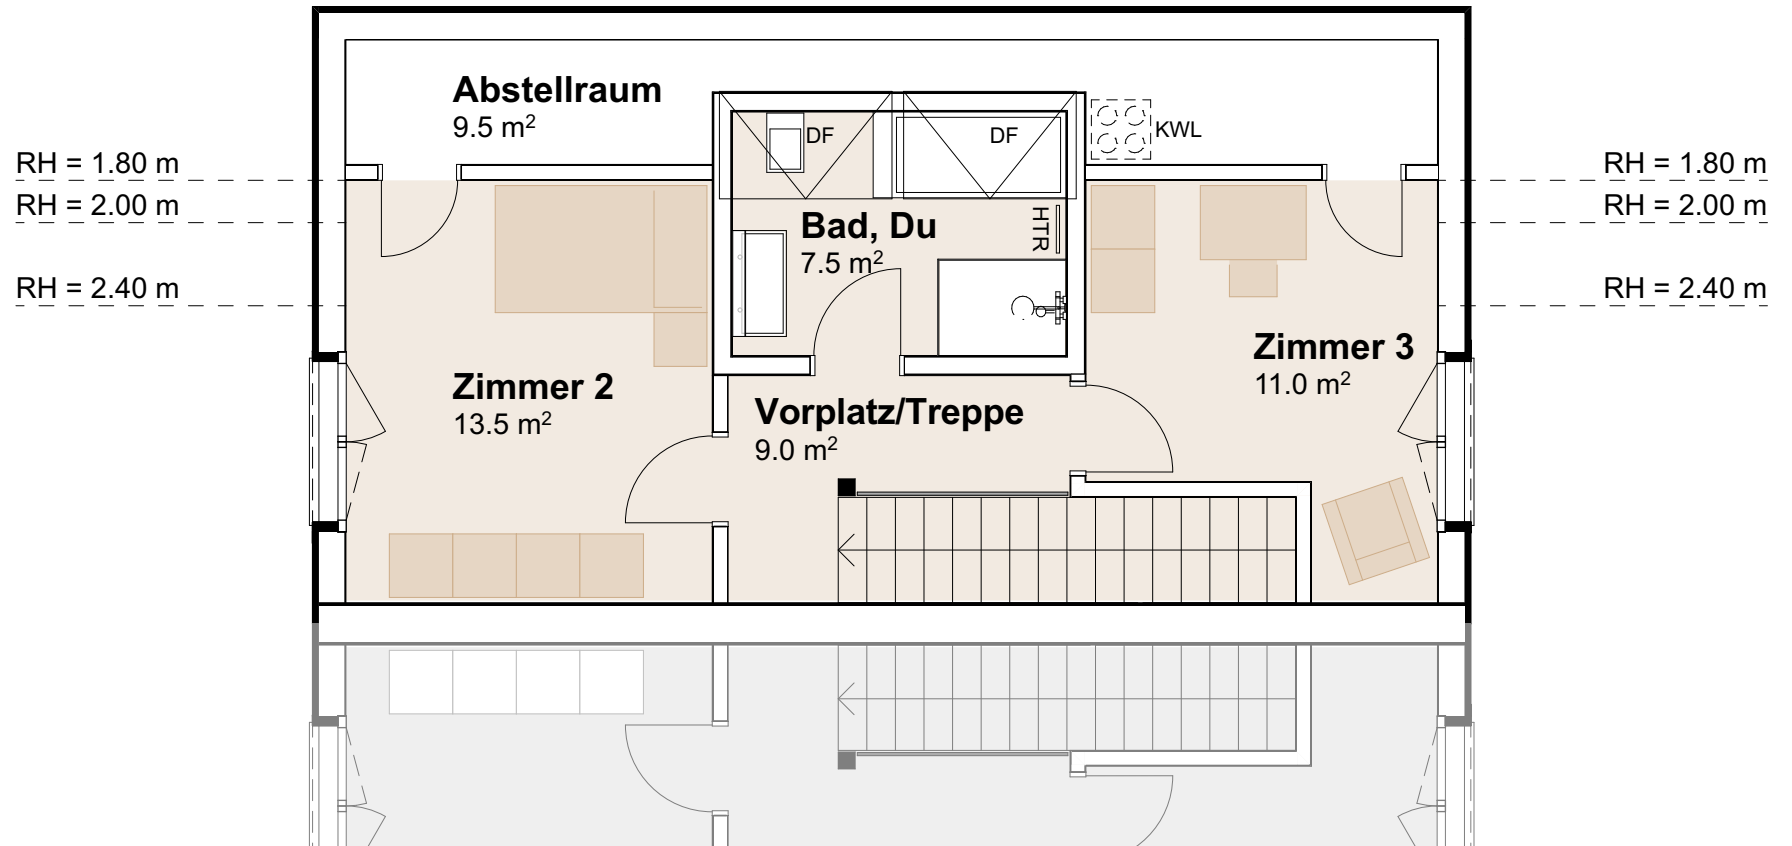 Abstellraum
9.5 m²
DF
DF
KWL
RH = 1.80 m
RH = 1.80 m
RH = 2.00 m
RH = 2.00 m
Bad, Du
7.5 m²
HTR
RH = 2.40 m
RH = 2.40 m
Zimmer 2
13.5 m²
Vorplatz/Treppe
9.0 m²
Zimmer 3
11.0 m²